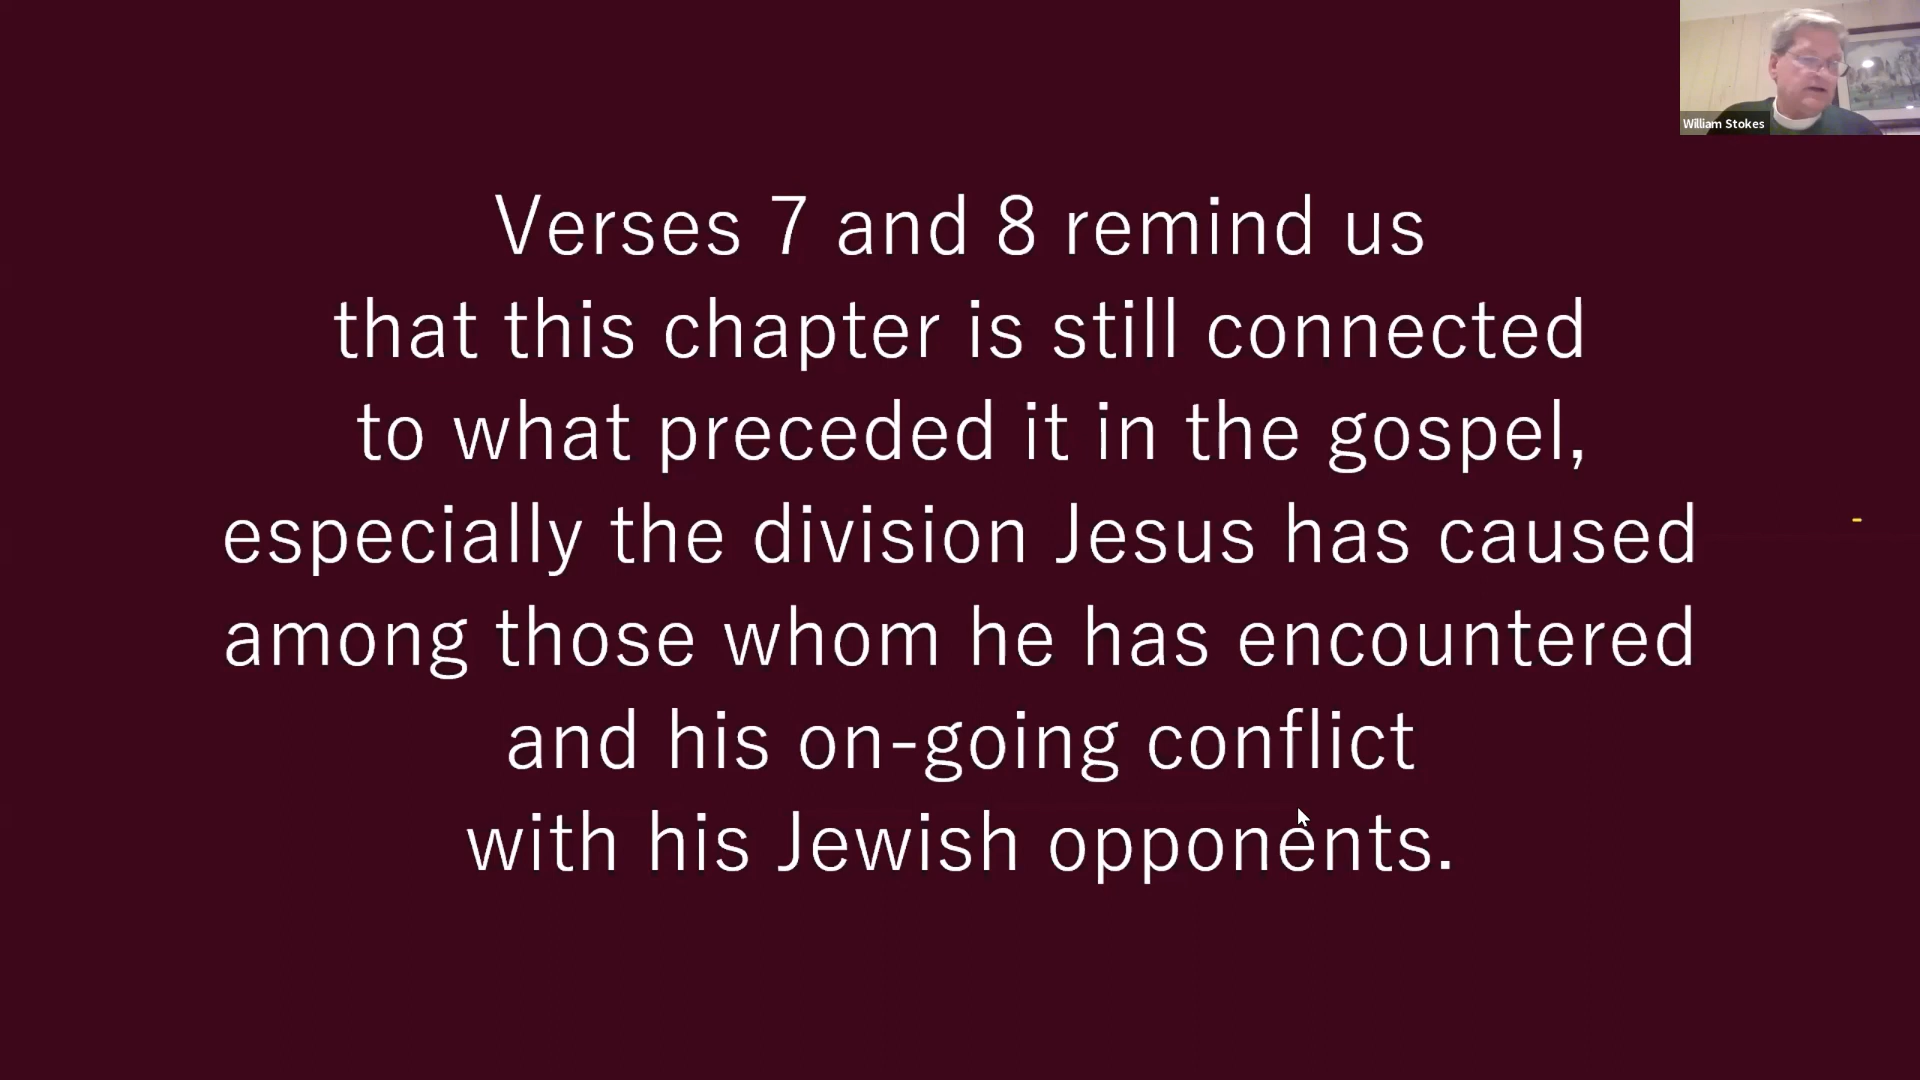 William Stokes
Verses 7 and 8 remind us
that this chapter is still connected
to what preceded it in the gospel,
especially the division Jesus has caused
among those whom he has encountered
and his on-going conflict
with his Jewish opponents.